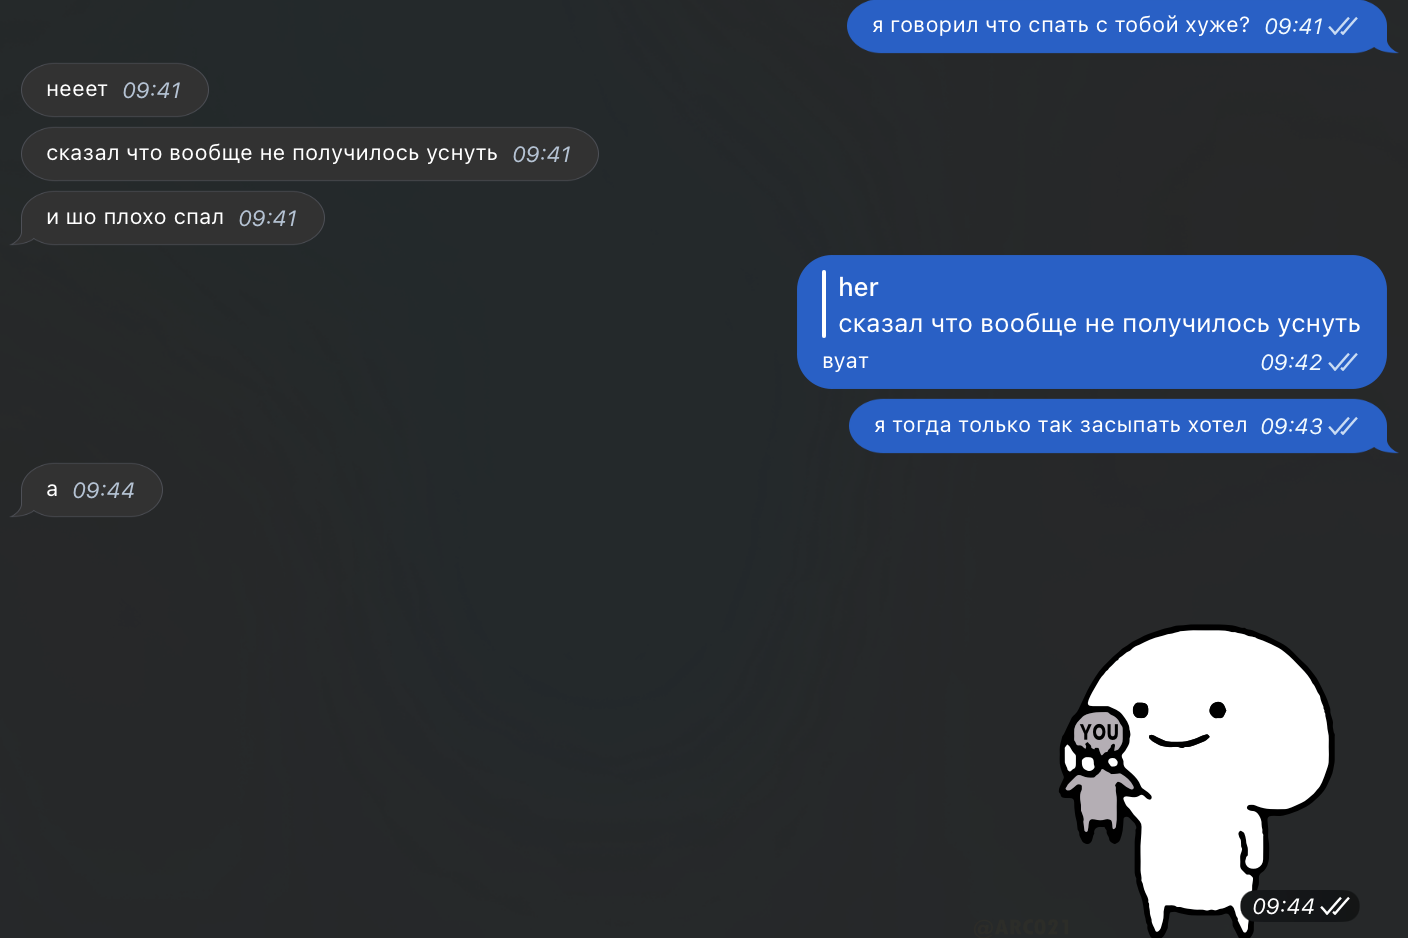 я говорил что спать с тобой хуже? 09:41
нееет 09:41
сказал что вообще не получилось уснуть 09:41
и шо плохо спал 09:41
her
сказал что вообще не получилось уснуть
вуат 09:42
я тогда только так засыпать хотел 09:43
а 09:44
YOU
09:44
@ARC021